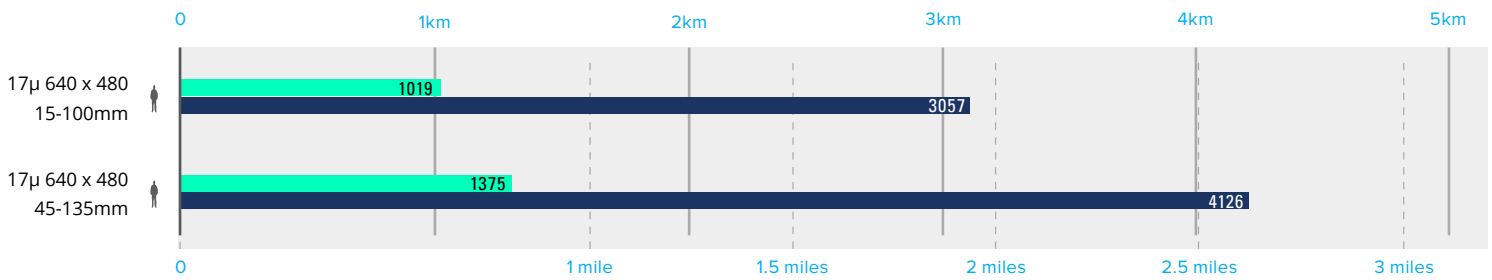 0 1km 2km 3km 4km 5km
17µ 640 x 480
15-100mm
1019
3057
17µ 640 x 480
45-135mm
1375
4126
0 1 mile 1.5 miles 2 miles 2.5 miles 3 miles